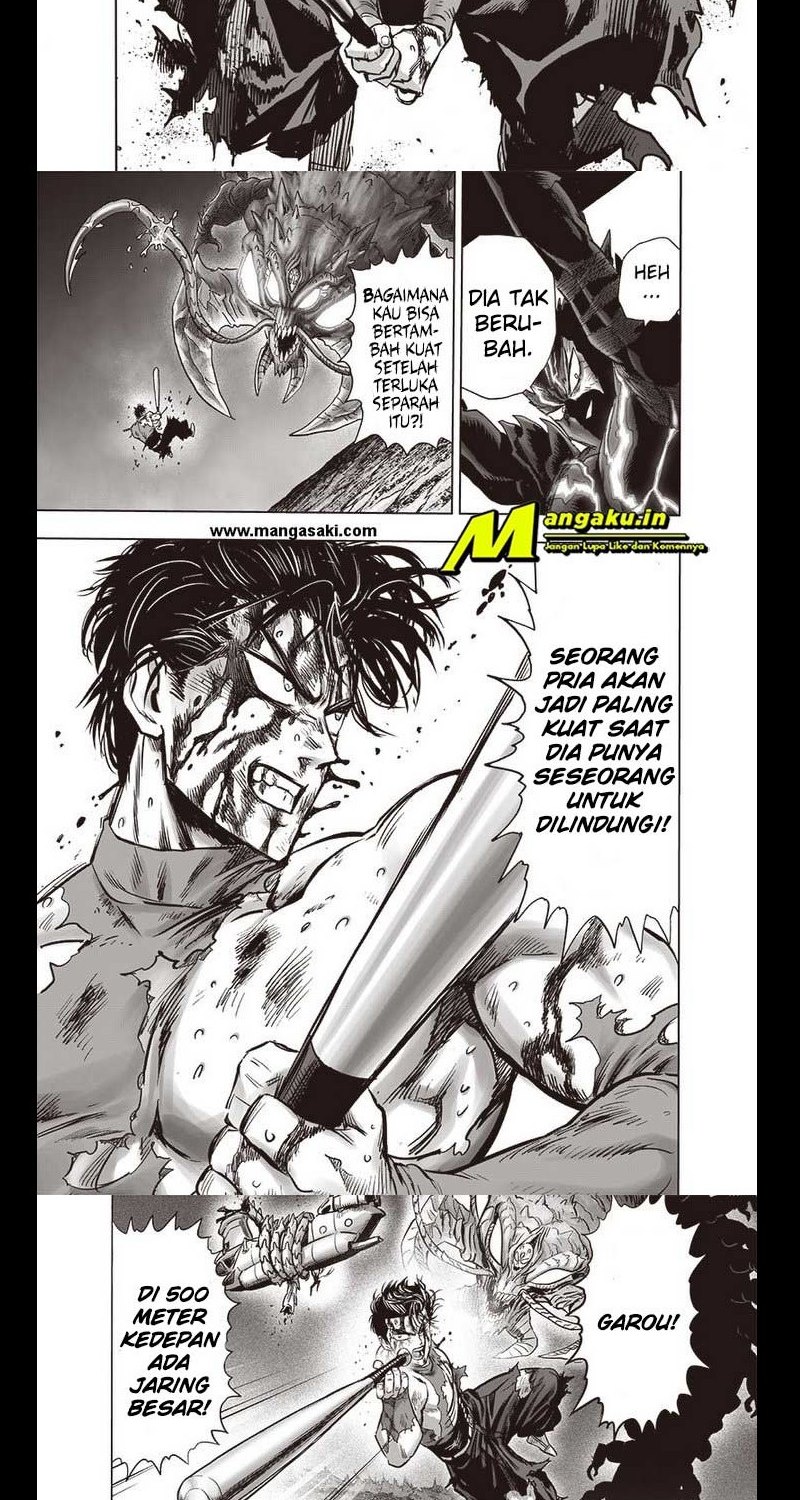 HEH
...
DIA TAK
BERU-
BAH.
BAGAIMANA
KAU BISA
BERTAM-
BAH KUAT
SETELAH
TERLUKA
SEPARAH
ITU?!
www.mangasaki.com
Mangaku.in
Jangan Lupa Like dan Komennya
SEORANG
PRIA AKAN
JADI PALING
KUAT SAAT
DIA PUNYA
SESEORANG
UNTUK
DILINDUNGI!
GAROU!
DI 500
METER
KEDEPAN
ADA
JARING
BESAR!